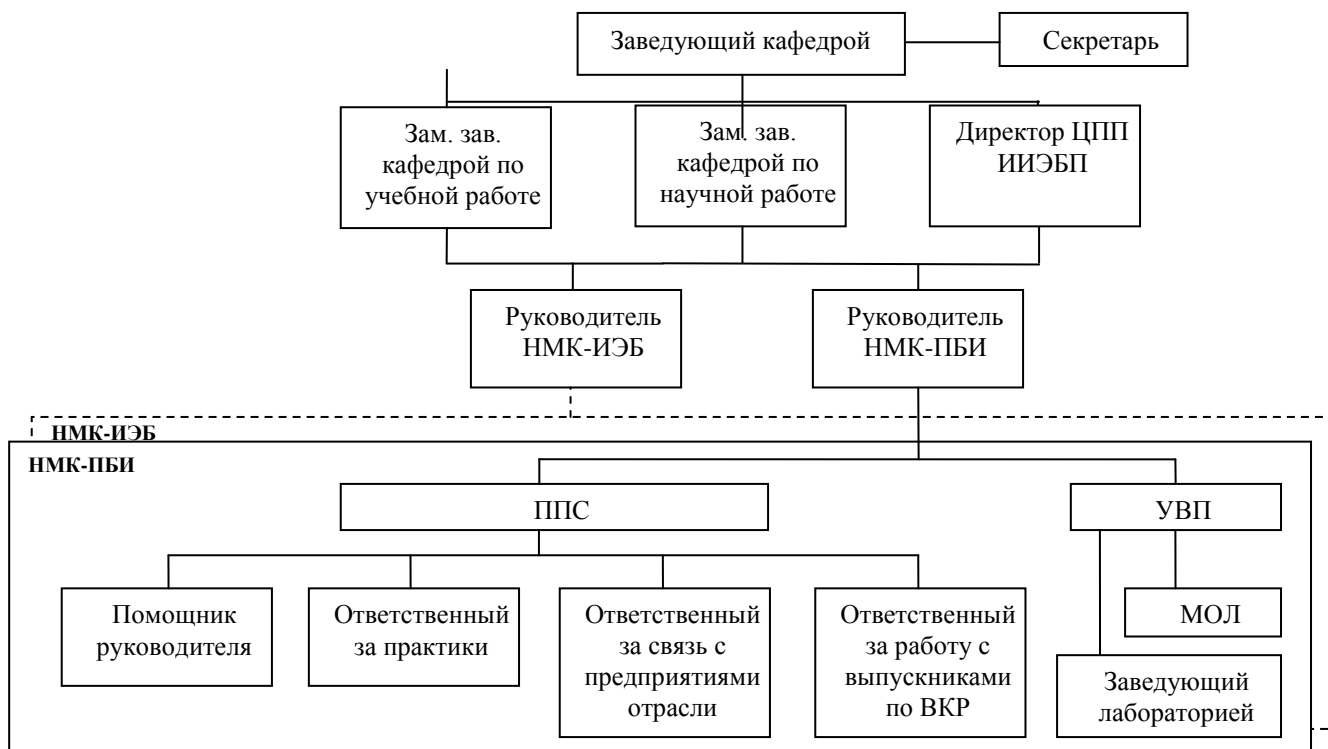 Заведующий кафедрой
Секретарь
Зам. зав.
кафедрой по
учебной работе
Зам. зав.
кафедрой по
научной работе
Директор ЦПП
ИИЭБП
Руководитель
НМК-ИЭБ
Руководитель
НМК-ПБИ
НМК-ИЭБ
НМК-ПБИ
ППС
УВП
Помощник
руководителя
Ответственный
за практики
Ответственный
за связь с
предприятиями
отрасли
Ответственный
за работу с
выпускниками
по ВКР
МОЛ
Заведующий
лабораторией